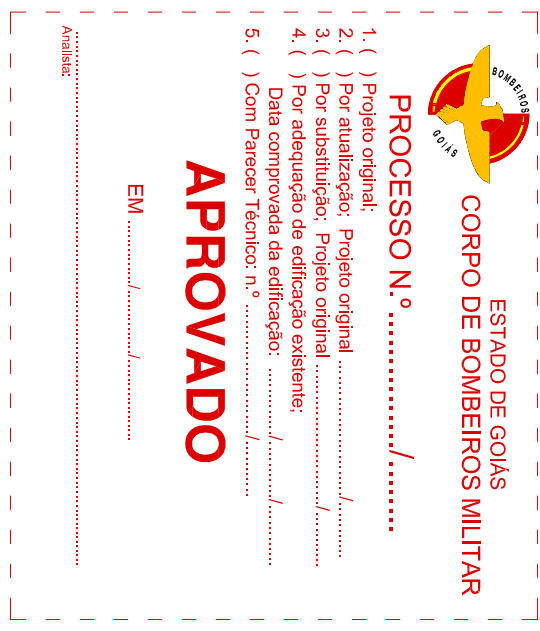 BOMBEIROS
GOIÁS
ESTADO DE GOIÁS
CORPO DE BOMBEIROS MILITAR
PROCESSO N.º ........................./..............
1. (   ) Projeto original;
2. (   ) Por atualização;  Projeto original ................................./..............
3. (   ) Por substituição;  Projeto original ................................./..............
4. (   ) Por adequação de edificação existente;
Data comprovada da edificação: ................/................/................
5. (   ) Com Parecer Técnico: n.º ................................./..............
APROVADO
EM ................/................/....................
Analista: ....................................................................................................